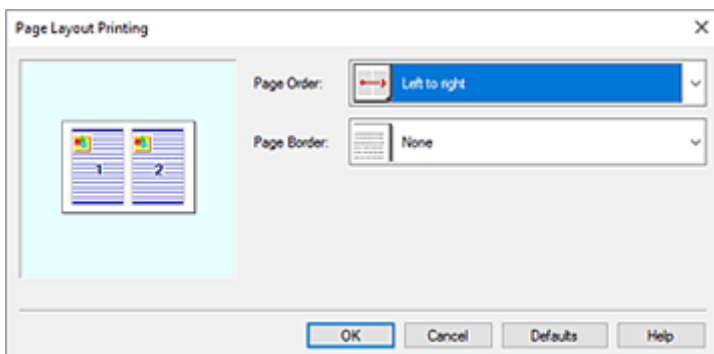 Page Layout Printing
Page Order: Left to right
1 2
Page Border: None
OK Cancel Defaults Help